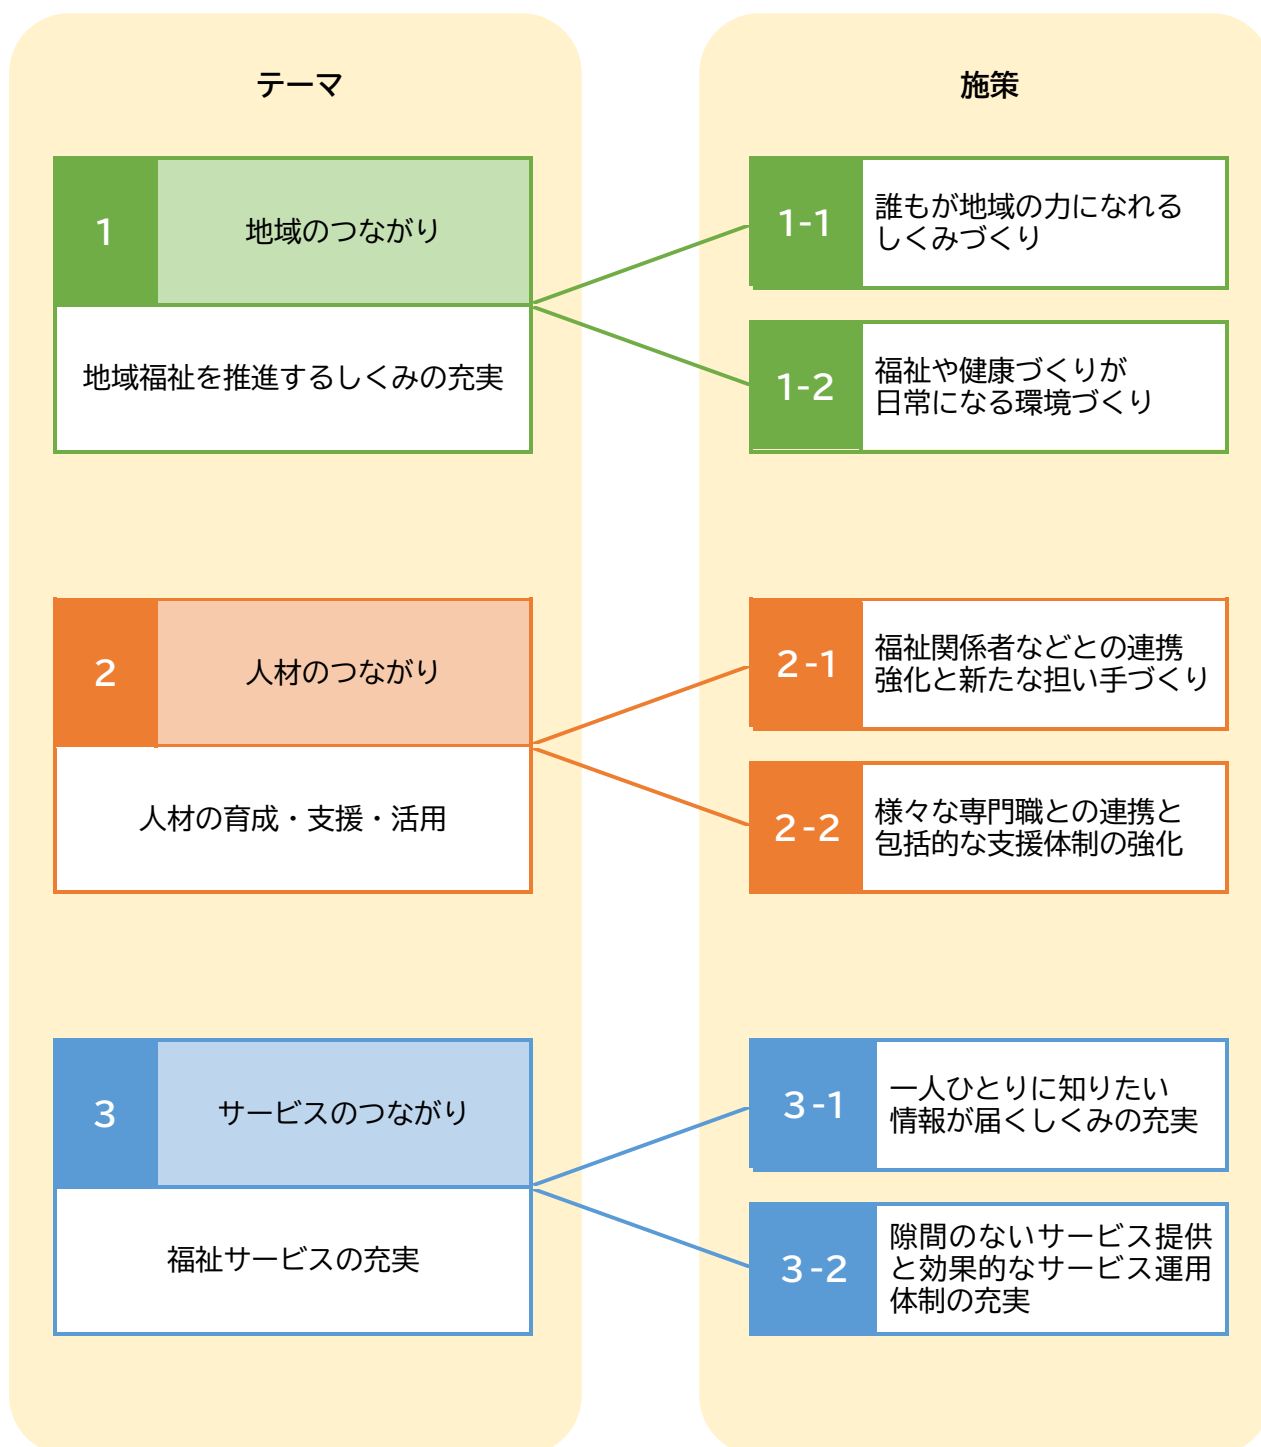 テーマ
施策
1
地域のつながり
地域福祉を推進するしくみの充実
1-1
誰もが地域の力になれる
しくみづくり
1-2
福祉や健康づくりが
日常になる環境づくり
2
人材のつながり
人材の育成・支援・活用
2-1
福祉関係者などとの連携
強化と新たな担い手づくり
2-2
様々な専門職との連携と
包括的な支援体制の強化
3
サービスのつながり
福祉サービスの充実
3-1
一人ひとりに知りたい
情報が届くしくみの充実
3-2
隙間のないサービス提供
と効果的なサービス運用
体制の充実